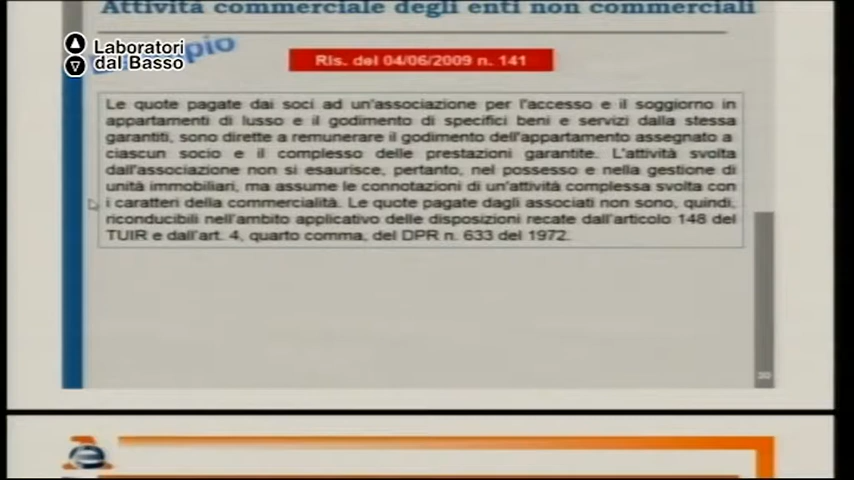 Attività commerciale degli enti non commerciali
Laboratori
dal Basso
Ris. del 04/06/2009 n. 141
Le quote pagate dai soci ad un'associazione per l'accesso e il soggiorno in
appartamenti di lusso e il godimento di specifici beni e servizi dalla stessa
garantiti, sono dirette a remunerare il godimento dell'appartamento assegnato a
ciascun socio e il complesso delle prestazioni garantite. L'attività svolta
dall'associazione non si esaurisce, pertanto, nel possesso e nella gestione di
unità immobiliari, ma assume le connotazioni di un'attività complessa svolta con
i caratteri della commercialità. Le quote pagate dagli associati non sono, quindi,
riconducibili nell'ambito applicativo delle disposizioni recate dall'articolo 148 del
TUIR e dall'art. 4, quarto comma, del DPR n. 633 del 1972.
30